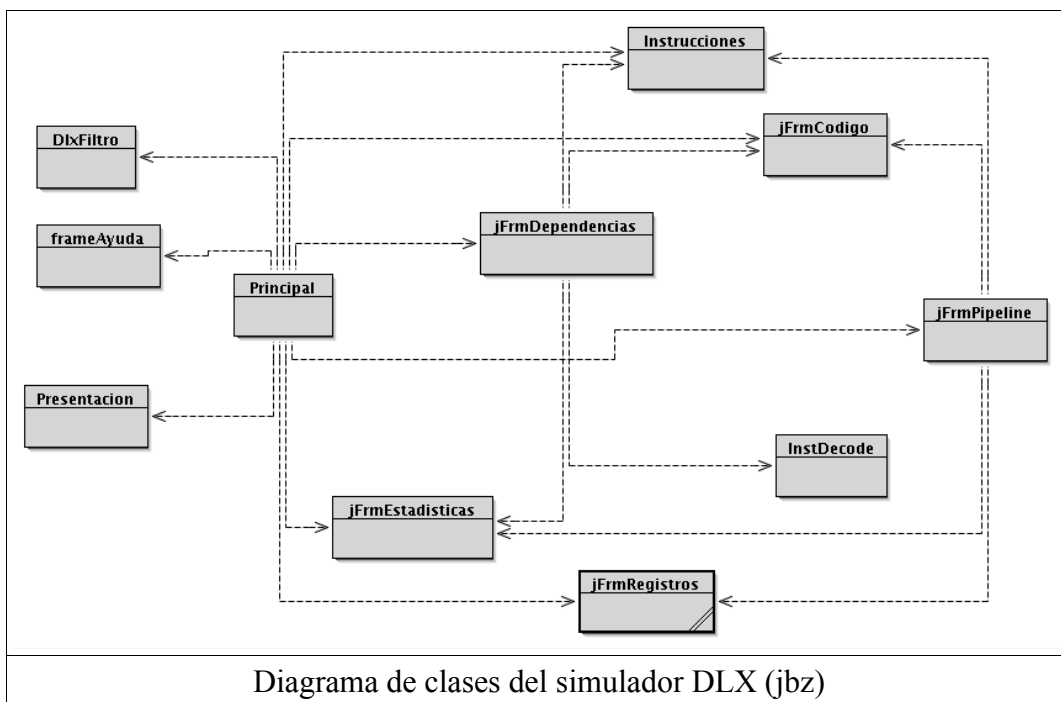 Instrucciones
jFrmCodigo
DlxFiltro
jFrmDependencias
frameAyuda
Principal
jFrmPipeline
Presentacion
InstDecode
jFrmEstadisticas
jFrmRegistros
Diagrama de clases del simulador DLX (jbz)